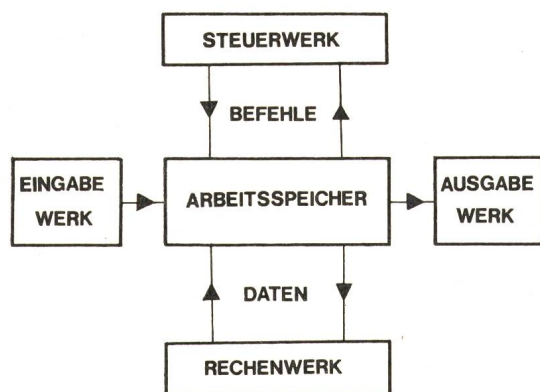 STEUERWERK
BEFEHLE
EINGABE
WERK
ARBEITSSPEICHER
AUSGABE
WERK
DATEN
RECHENWERK